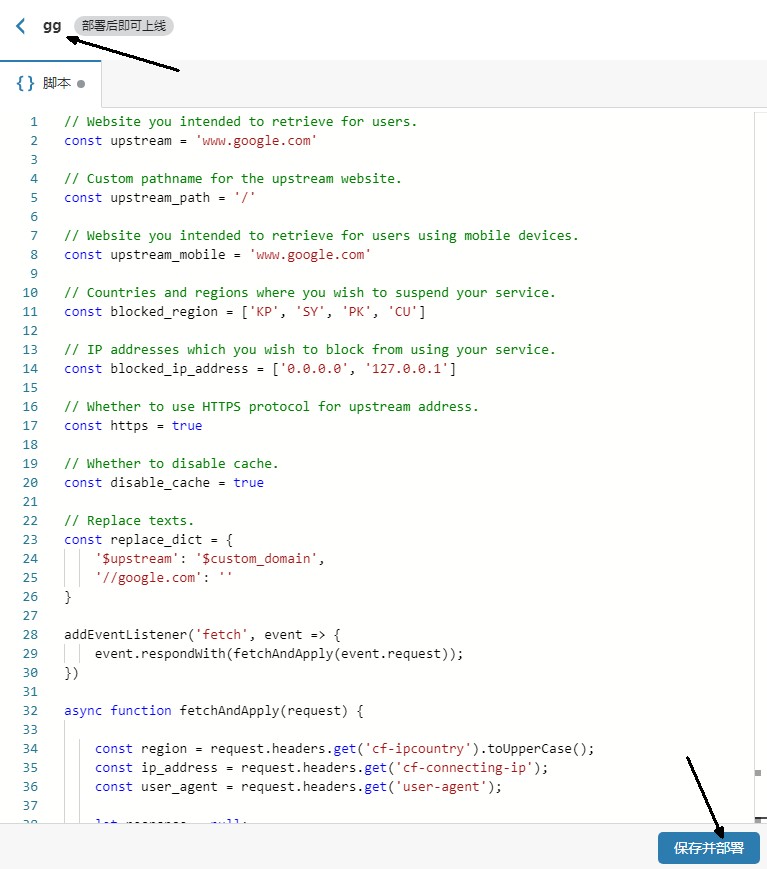 gg 部署后即可上线
{} 脚本
1 // Website you intended to retrieve for users.
2 const upstream = 'www.google.com'
3
4 // Custom pathname for the upstream website.
5 const upstream_path = '/'
6
7 // Website you intended to retrieve for users using mobile devices.
8 const upstream_mobile = 'www.google.com'
9
10 // Countries and regions where you wish to suspend your service.
11 const blocked_region = ['KP', 'SY', 'PK', 'CU']
12
13 // IP addresses which you wish to block from using your service.
14 const blocked_ip_address = ['0.0.0.0', '127.0.0.1']
15
16 // Whether to use HTTPS protocol for upstream address.
17 const https = true
18
19 // Whether to disable cache.
20 const disable_cache = true
21
22 // Replace texts.
23 const replace_dict = {
24     '$upstream': '$custom_domain',
25     '//google.com': ''
26 }
27
28 addEventListener('fetch', event => {
29     event.respondWith(fetchAndApply(event.request));
30 })
31
32 async function fetchAndApply(request) {
33
34     const region = request.headers.get('cf-ipcountry').toUpperCase();
35     const ip_address = request.headers.get('cf-connecting-ip');
36     const user_agent = request.headers.get('user-agent');
37
保存并部署